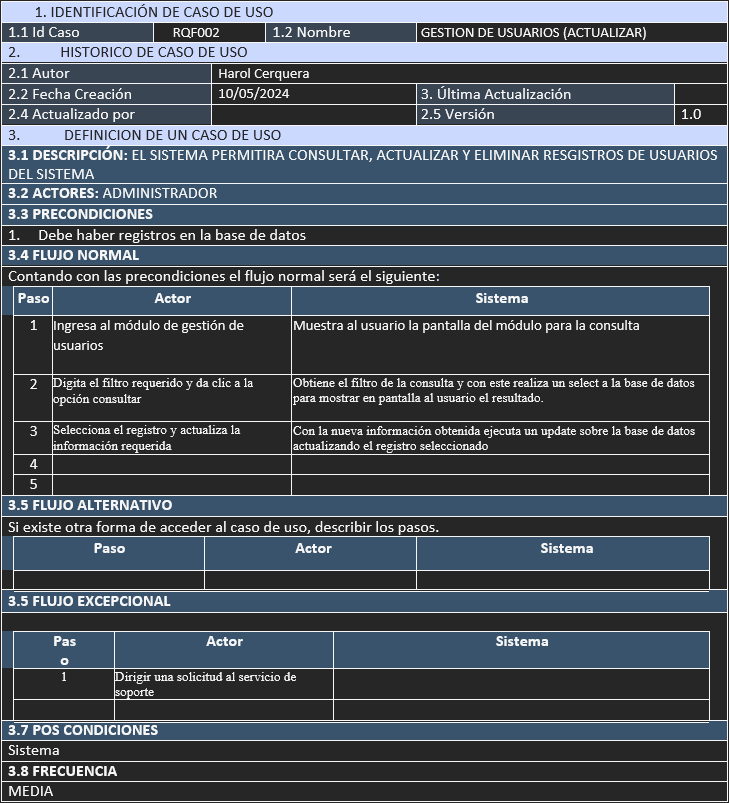 1. IDENTIFICACIÓN DE CASO DE USO
1.1 Id Caso RQF002 1.2 Nombre GESTION DE USUARIOS (ACTUALIZAR)
2. HISTORICO DE CASO DE USO
2.1 Autor Harol Cerquera
2.2 Fecha Creación 10/05/2024 3. Última Actualización
2.4 Actualizado por 2.5 Versión 1.0
3. DEFINICION DE UN CASO DE USO
3.1 DESCRIPCIÓN: EL SISTEMA PERMITIRA CONSULTAR, ACTUALIZAR Y ELIMINAR RESGISTROS DE USUARIOS
DEL SISTEMA
3.2 ACTORES: ADMINISTRADOR
3.3 PRECONDICIONES
1. Debe haber registros en la base de datos
3.4 FLUJO NORMAL
Contando con las precondiciones el flujo normal será el siguiente:
Paso Actor Sistema
1 Ingresa al módulo de gestión de Muestra al usuario la pantalla del módulo para la consulta
usuarios
2 Digita el filtro requerido y da clic a la Obtiene el filtro de la consulta y con este realiza un select a la base de datos
opción consultar para mostrar en pantalla al usuario el resultado.
3 Selecciona el registro y actualiza la Con la nueva información obtenida ejecuta un update sobre la base de datos
información requerida actualizando el registro seleccionado
4
5
3.5 FLUJO ALTERNATIVO
Si existe otra forma de acceder al caso de uso, describir los pasos.
Paso Actor Sistema
3.5 FLUJO EXCEPCIONAL
Pas Actor Sistema
o
1 Dirigir una solicitud al servicio de
soporte
3.7 POS CONDICIONES
Sistema
3.8 FRECUENCIA
MEDIA